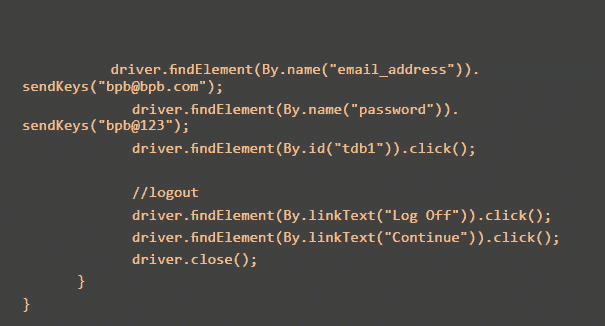 driver.findElement(By.name("email_address")).
sendKeys("bpb@bpb.com");
driver.findElement(By.name("password")).
sendKeys("bpb@123");
driver.findElement(By.id("tdb1")).click();
//logout
driver.findElement(By.linkText("Log Off")).click();
driver.findElement(By.linkText("Continue")).click();
driver.close();
}
}